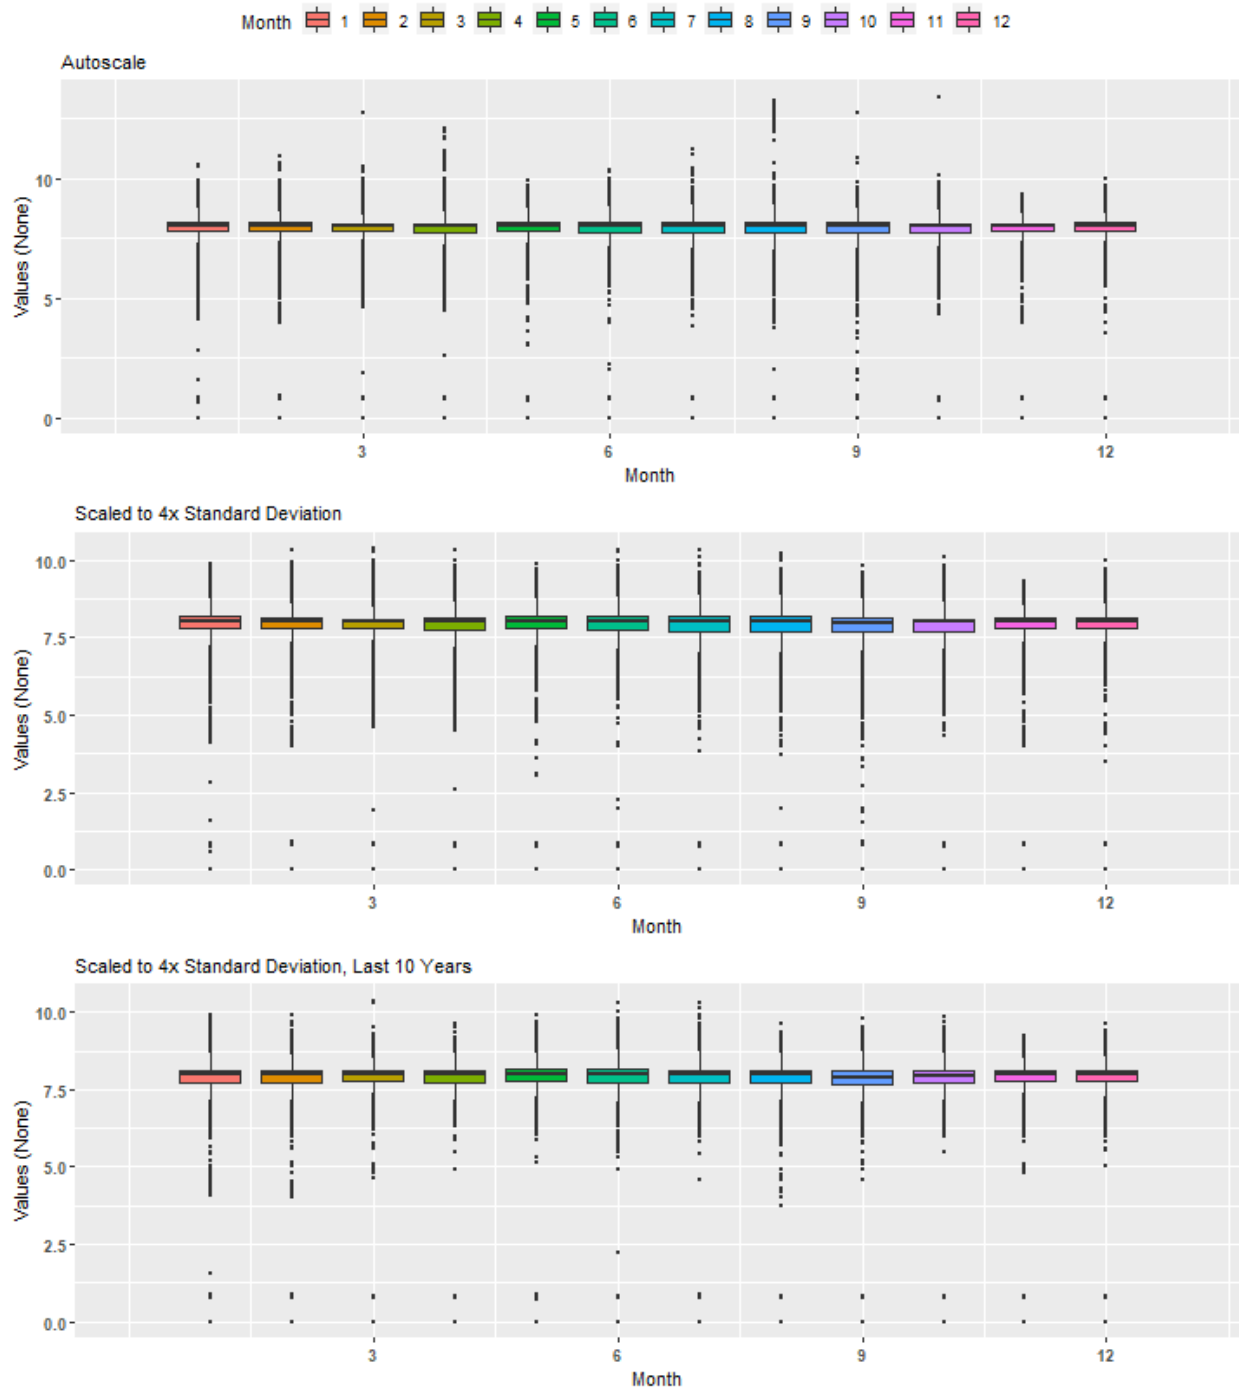 Month 1 2 3 4 5 6 7 8 9 10 11 12
Autoscale
Values (None)
10
5
0
3 6 9 12
Month
Scaled to 4x Standard Deviation
Values (None)
10.0
7.5
5.0
2.5
0.0
3 6 9 12
Month
Scaled to 4x Standard Deviation, Last 10 Years
Values (None)
10.0
7.5
5.0
2.5
0.0
3 6 9 12
Month